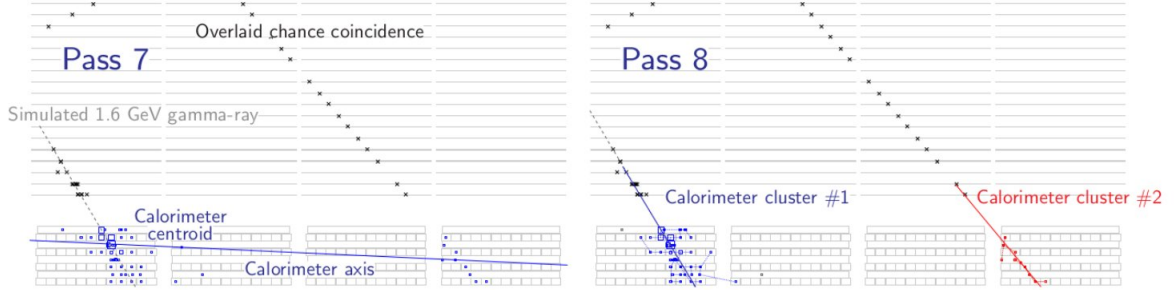 Overlaid chance coincidence
Pass 7
Simulated 1.6 GeV gamma-ray
Calorimeter
centroid
Calorimeter axis
Pass 8
Calorimeter cluster #1
Calorimeter cluster #2